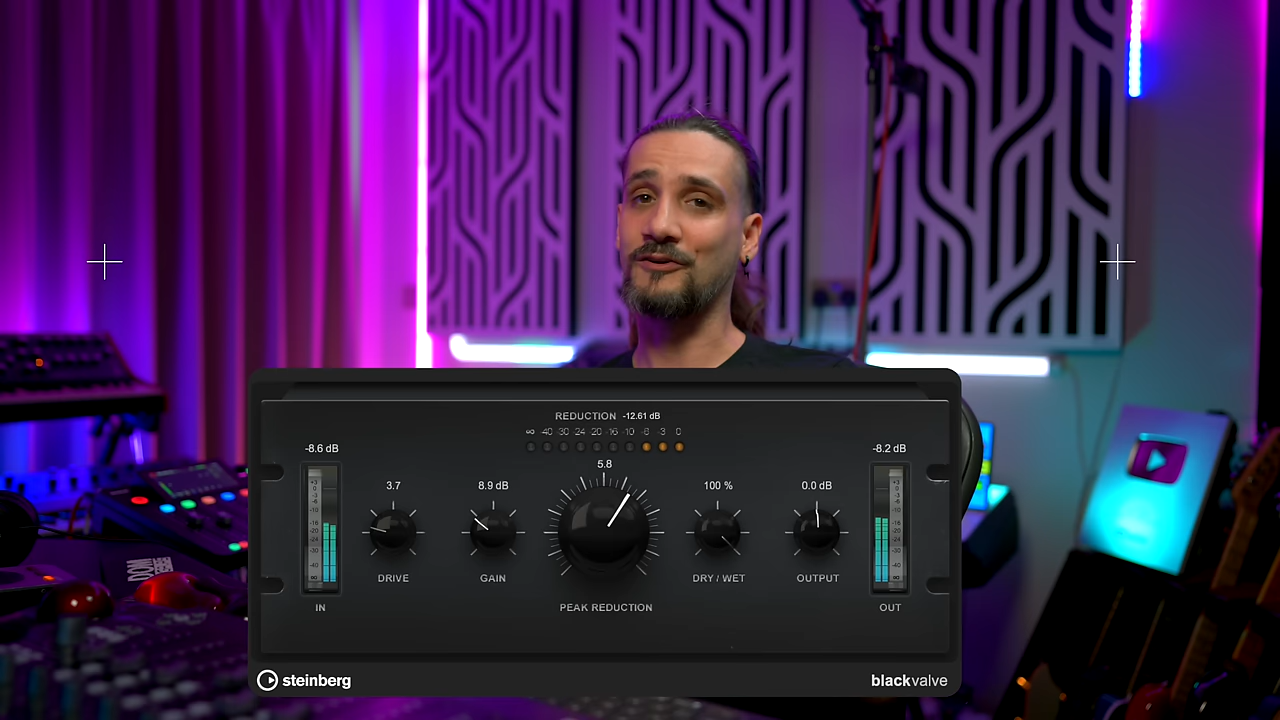 REDUCTION -12.61 dB
∞ -40 -30 -24 -20 -16 -10 -6 -3 0
-8.6 dB
-8.2 dB
5.8
3.7
8.9 dB
100 %
0.0 dB
DRIVE
GAIN
DRY / WET
OUTPUT
IN
PEAK REDUCTION
OUT
steinberg
blackvalve